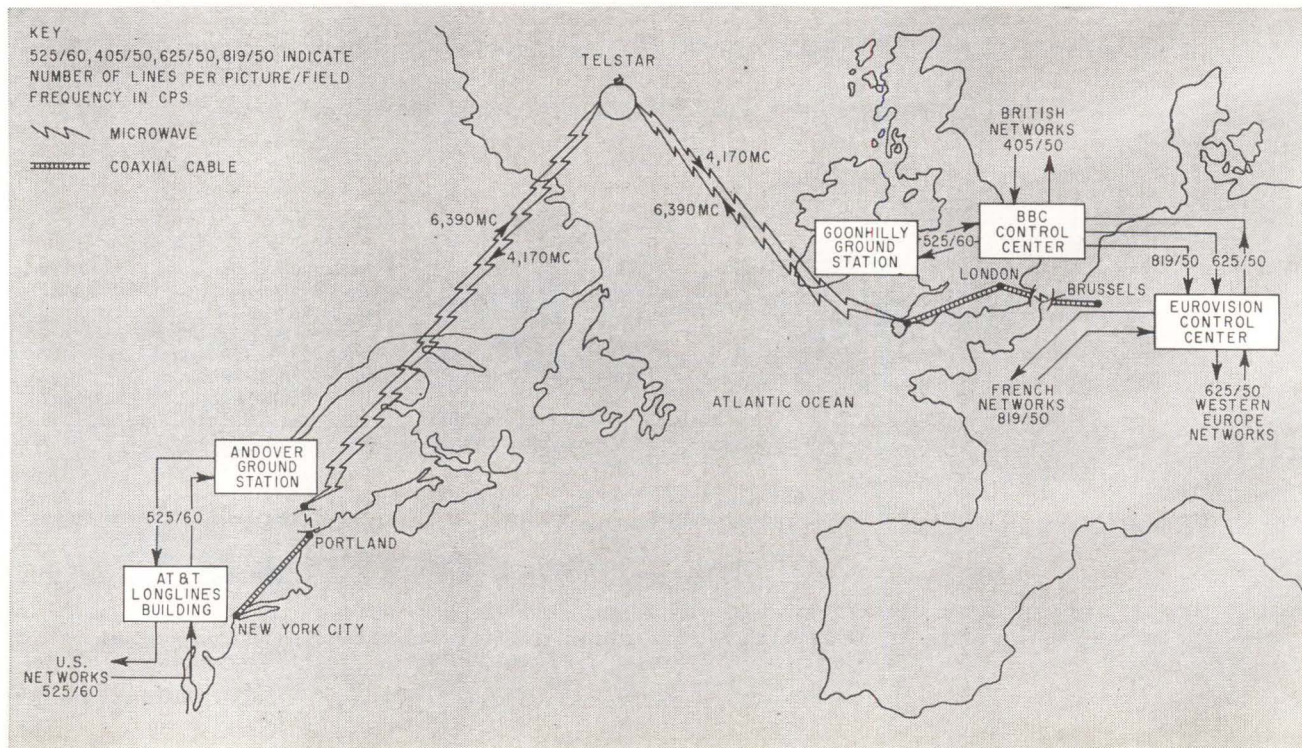 KEY
525/60, 405/50, 625/50, 819/50 INDICATE
NUMBER OF LINES PER PICTURE/FIELD
FREQUENCY IN CPS
MICROWAVE
COAXIAL CABLE
TELSTAR
4,170MC
6,390MC
6,390MC
4,170MC
BRITISH
NETWORKS
405/50
GOONHILLY
GROUND
STATION
525/60
BBC
CONTROL
CENTER
819/50
625/50
LONDON
BRUSSELS
EUROVISION
CONTROL
CENTER
FRENCH
NETWORKS
819/50
625/50
WESTERN
EUROPE
NETWORKS
ATLANTIC OCEAN
ANDOVER
GROUND
STATION
525/60
PORTLAND
AT&T
LONGLINES
BUILDING
NEW YORK CITY
U.S.
NETWORKS
525/60